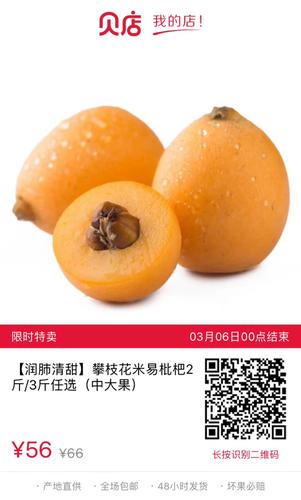 贝店 我的店！
限时特卖 03月06日00点结束
【润肺清甜】攀枝花米易枇杷2
斤/3斤任选（中大果）
¥56 ¥66
长按识别二维码
· 产地直供 · 全场包邮 · 48小时发货 · 坏果必赔